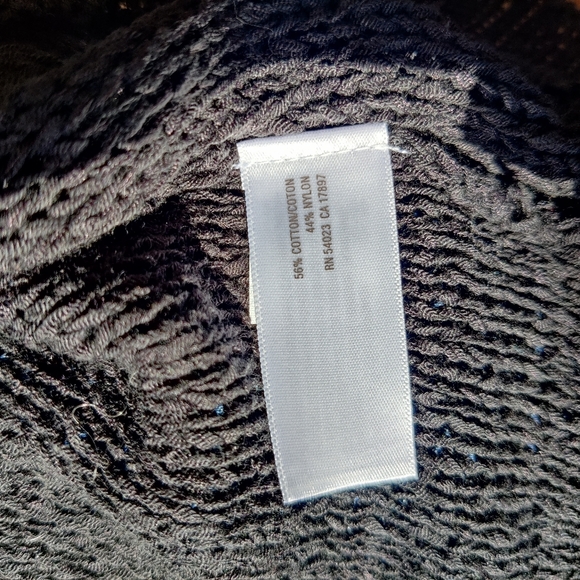 56% COTTON/COTON
44% NYLON
RN 54023 CA 17897